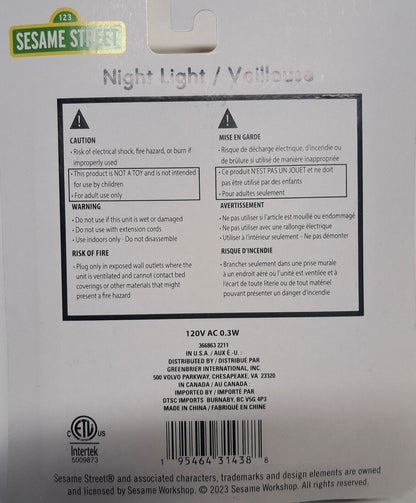 123
SESAME STREET
Night Light / Veilleuse
CAUTION
• Risk of electrical shock, fire hazard, or burn if
improperly used
• This product is NOT A TOY and is not intended
for use by children
• For adult use only
WARNING
• Do not use if this unit is wet or damaged
• Do not use with extension cords
• Use indoors only - Do not disassemble
RISK OF FIRE
• Plug only in exposed wall outlets where the
unit is ventilated and cannot contact bed
coverings or other materials that might
present a fire hazard
MISE EN GARDE
• Risque de décharge électrique, d'incendie ou
de brûlure si utilisé de manière inappropriée
• Ce produit N'EST PAS UN JOUET et ne doit
pas être utilisé par des enfants
• Pour adultes seulement
AVERTISSEMENT
• Ne pas utiliser si l'article est mouillé ou endommagé
• Ne pas utiliser avec une rallonge électrique
• Utiliser à l'intérieur seulement - Ne pas démonter
RISQUE D'INCENDIE
• Brancher seulement dans une prise murale
à un endroit aéré ou l'unité est ventilée et à
l'écart de toute literie ou de tout matériel
pouvant présenter un danger d'incendie
120V AC 0.3W
366863 2211
IN U.S.A. / AUX É.-U. :
DISTRIBUTED BY / DISTRIBUÉ PAR
GREENBRIER INTERNATIONAL, INC.
500 VOLVO PARKWAY, CHESAPEAKE, VA 23320
IN CANADA / AU CANADA :
IMPORTED BY / IMPORTÉ PAR
DTSC IMPORTS BURNABY, BC V5G 4P3
MADE IN CHINA / FABRIQUÉ EN CHINE
c ETL us
Intertek
5009873
1 95464 31438 8
Sesame Street® and associated characters, trademarks and design elements are owned
and licensed by Sesame Workshop. © 2023 Sesame Workshop. All rights reserved.